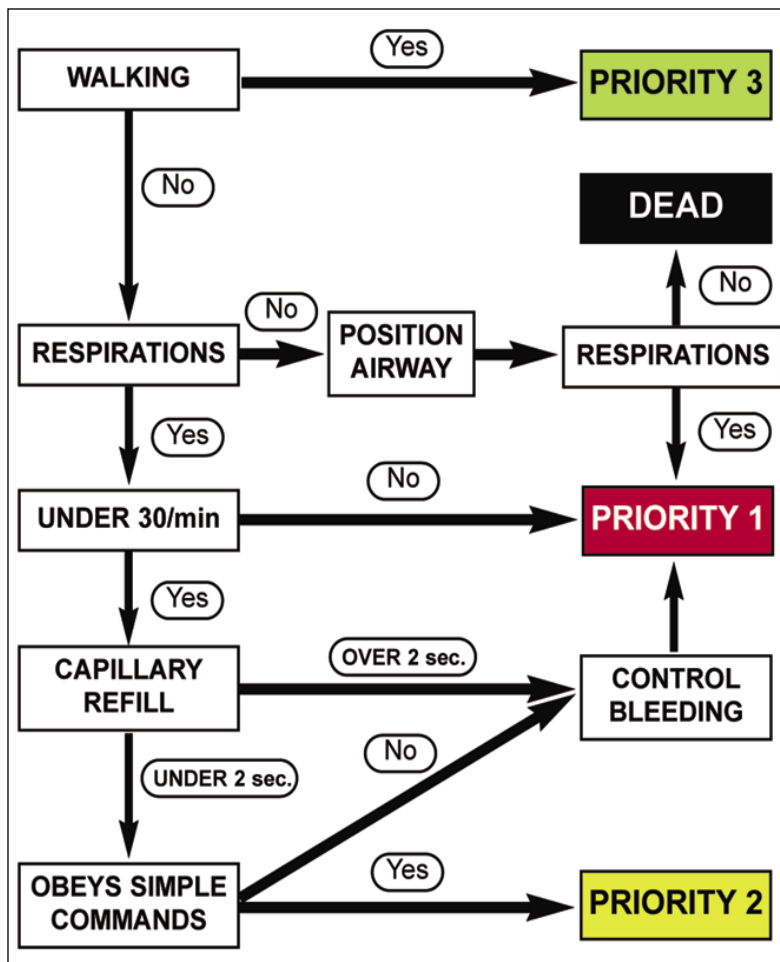 Yes
WALKING
PRIORITY 3
No
DEAD
No
No
RESPIRATIONS
POSITION
AIRWAY
RESPIRATIONS
Yes
Yes
No
UNDER 30/min
PRIORITY 1
Yes
CAPILLARY
REFILL
OVER 2 sec.
CONTROL
BLEEDING
No
UNDER 2 sec.
OBEYS SIMPLE
COMMANDS
Yes
PRIORITY 2